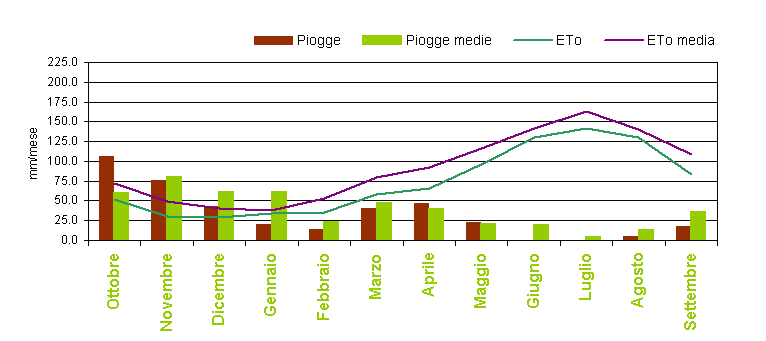 Piogge Piogge medie ETo ETo media
225.0
200.0
175.0
150.0
125.0
100.0
75.0
50.0
25.0
0.0
mm/mese
Ottobre
Novembre
Dicembre
Gennaio
Febbraio
Marzo
Aprile
Maggio
Giugno
Luglio
Agosto
Settembre